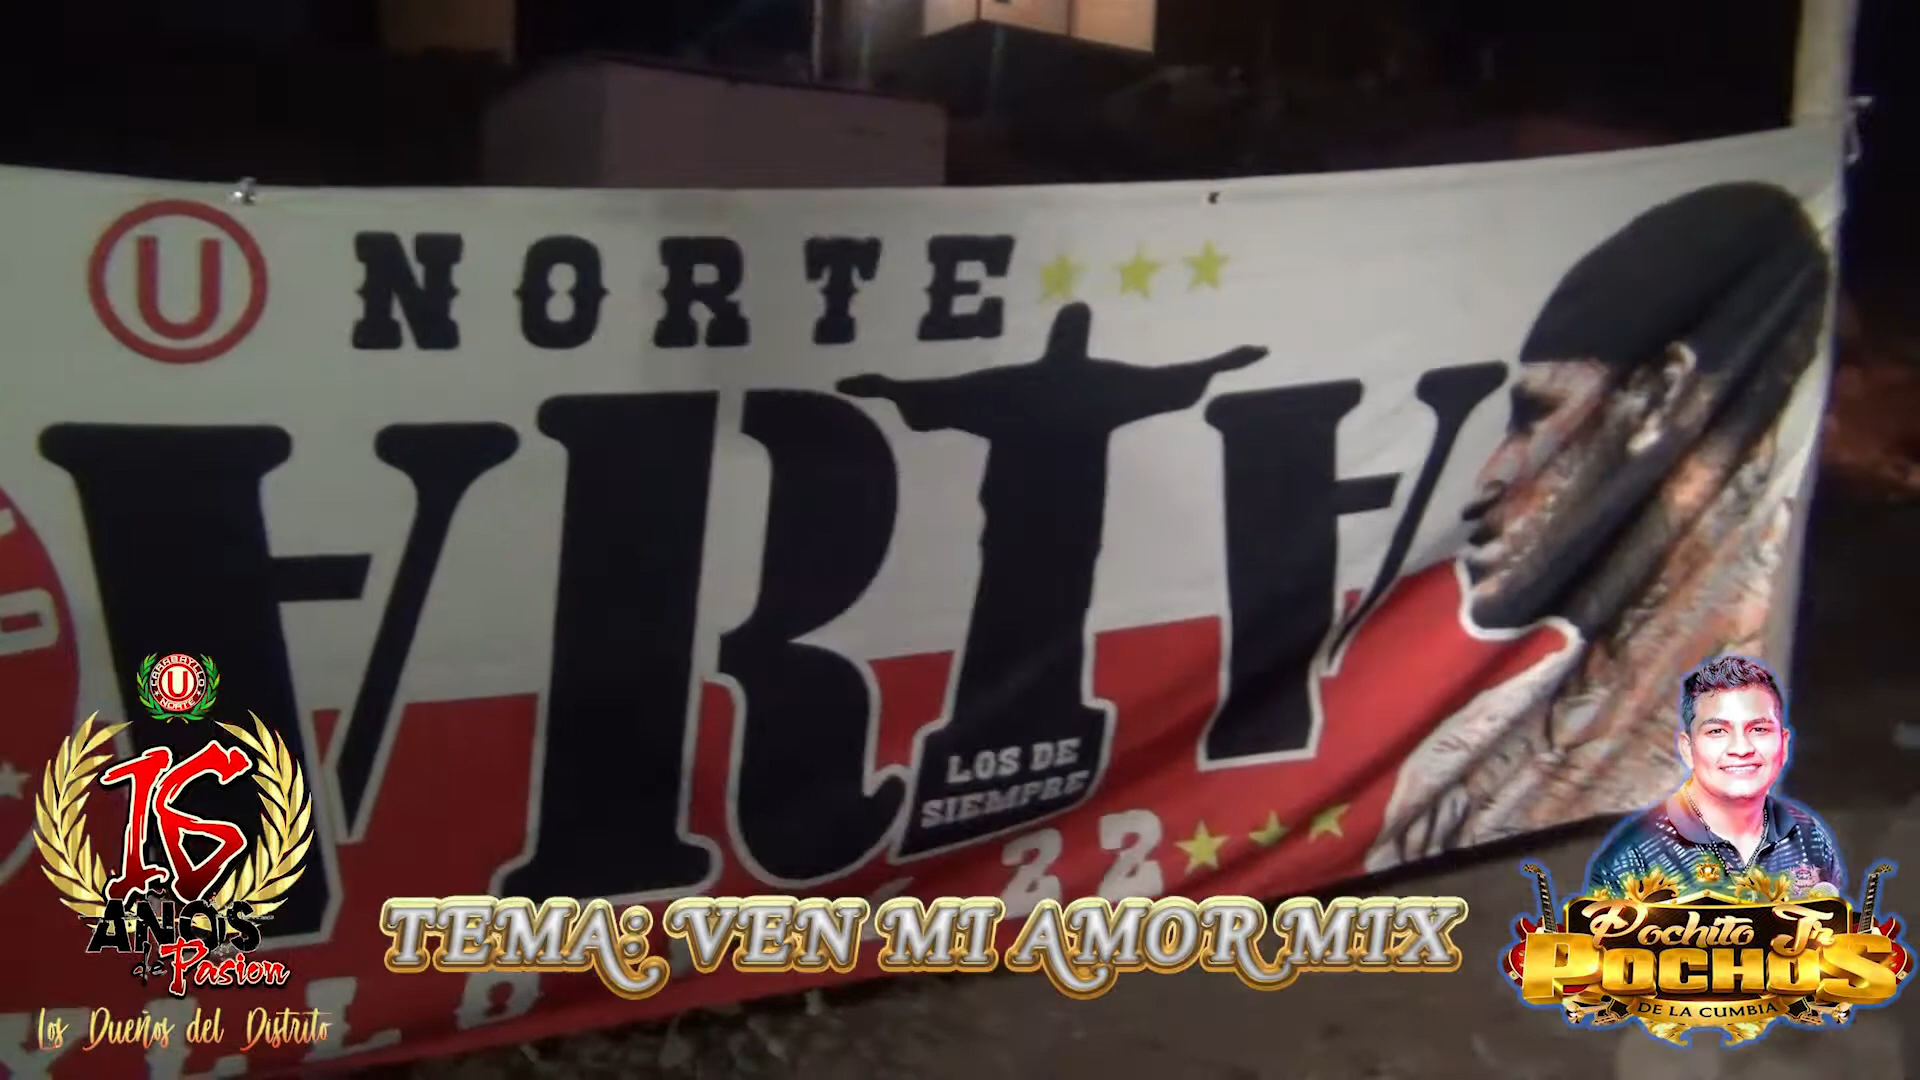 U NORTE
LOS DE
SIEMPRE
22
CARABAYLLO
U
NORTE
16
AÑOS
de Pasion
Los Dueños del Distrito
TEMA: VEN MI AMOR MIX
Pochito Jr
POCHOS
DE LA CUMBIA